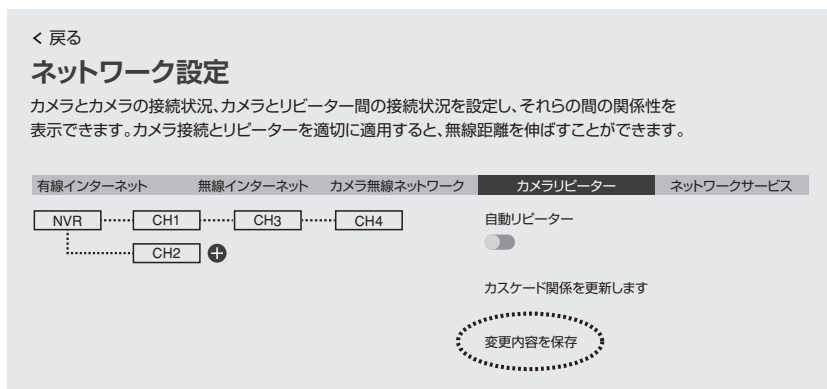 < 戻る
ネットワーク設定
カメラとカメラの接続状況、カメラとリピーター間の接続状況を設定し、それらの間の関係性を
表示できます。カメラ接続とリピーターを適切に適用すると、無線距離を伸ばすことができます。
有線インターネット 無線インターネット カメラ無線ネットワーク カメラリピーター ネットワークサービス
NVR CH1 CH3 CH4 自動リピーター
CH2
カスケード関係を更新します
変更内容を保存